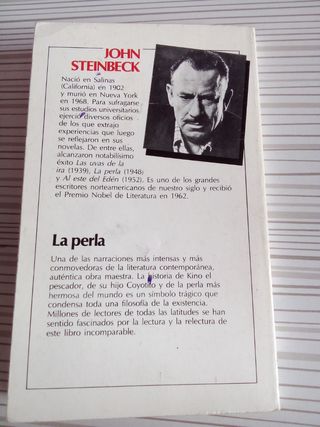 JOHN
STEINBECK
Nació en Salinas
(California) en 1902
y murió en Nueva York
en 1968. Para sufragarse
sus estudios universitarios
ejerció diversos oficios
de los que extrajo
experiencias que luego
se reflejaron en sus
novelas. De entre ellas,
alcanzaron notabilísimo
éxito Las uvas de la
ira (1939), La perla (1948)
y Al este del Edén (1952). Es uno de los grandes
escritores norteamericanos de nuestro siglo y recibió
el Premio Nobel de Literatura en 1962.
La perla
Una de las narraciones más intensas y más
conmovedoras de la literatura contemporánea,
auténtica obra maestra. La historia de Kino el
pescador, de su hijo Coyotito y de la perla más
hermosa del mundo es un símbolo trágico que
condensa toda una filosofía de la existencia.
Millones de lectores de todas las latitudes se han
sentido fascinados por la lectura y la relectura de
este libro incomparable.